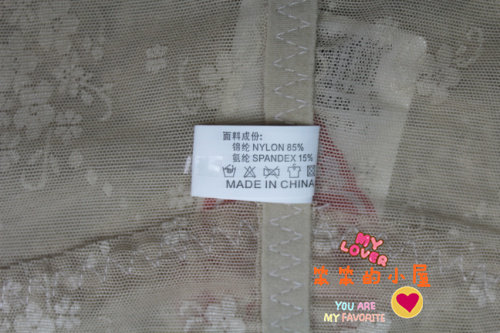 面料成份:
锦纶 NYLON 85%
氨纶 SPANDEX 15%
MADE IN CHINA
MY
LOVER
笨笨的小屋
YOU ARE
MY FAVORITE